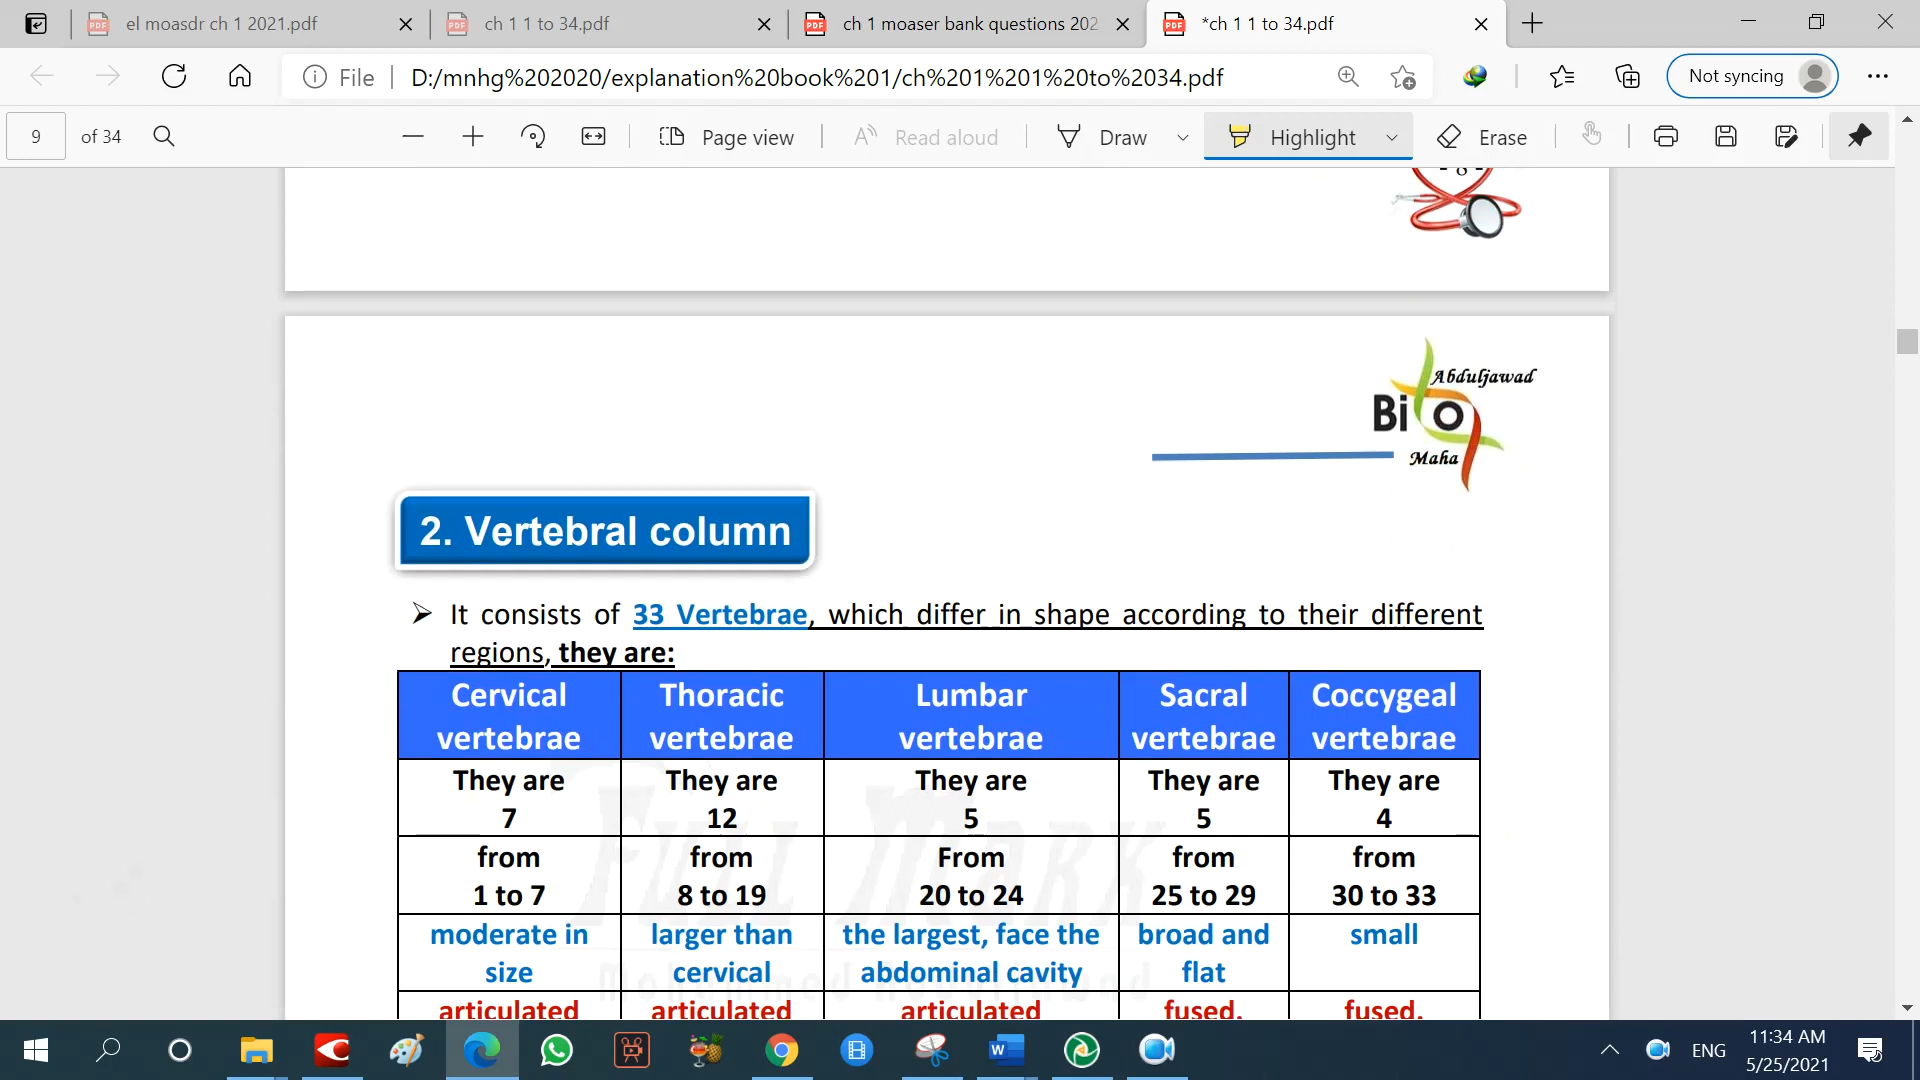 el moasdr ch 1 2021.pdf
ch 1 1 to 34.pdf
ch 1 moaser bank questions 202
*ch 1 1 to 34.pdf
File
D:/mnhg%202020/explanation%20book%201/ch%201%201%20to%2034.pdf
Not syncing
9 of 34
Page view
Read aloud
Draw
Highlight
Erase
- 8 -
Abduljawad
Bi O
Maha
2. Vertebral column
➢ It consists of 33 Vertebrae, which differ in shape according to their different
regions, they are:
Cervical vertebrae
Thoracic vertebrae
Lumbar vertebrae
Sacral vertebrae
Coccygeal vertebrae
They are 7
They are 12
They are 5
They are 5
They are 4
from 1 to 7
from 8 to 19
From 20 to 24
from 25 to 29
from 30 to 33
moderate in size
larger than cervical
the largest, face the abdominal cavity
broad and flat
small
articulated
articulated
articulated
fused.
fused.
Full Mark
ENG
11:34 AM
5/25/2021